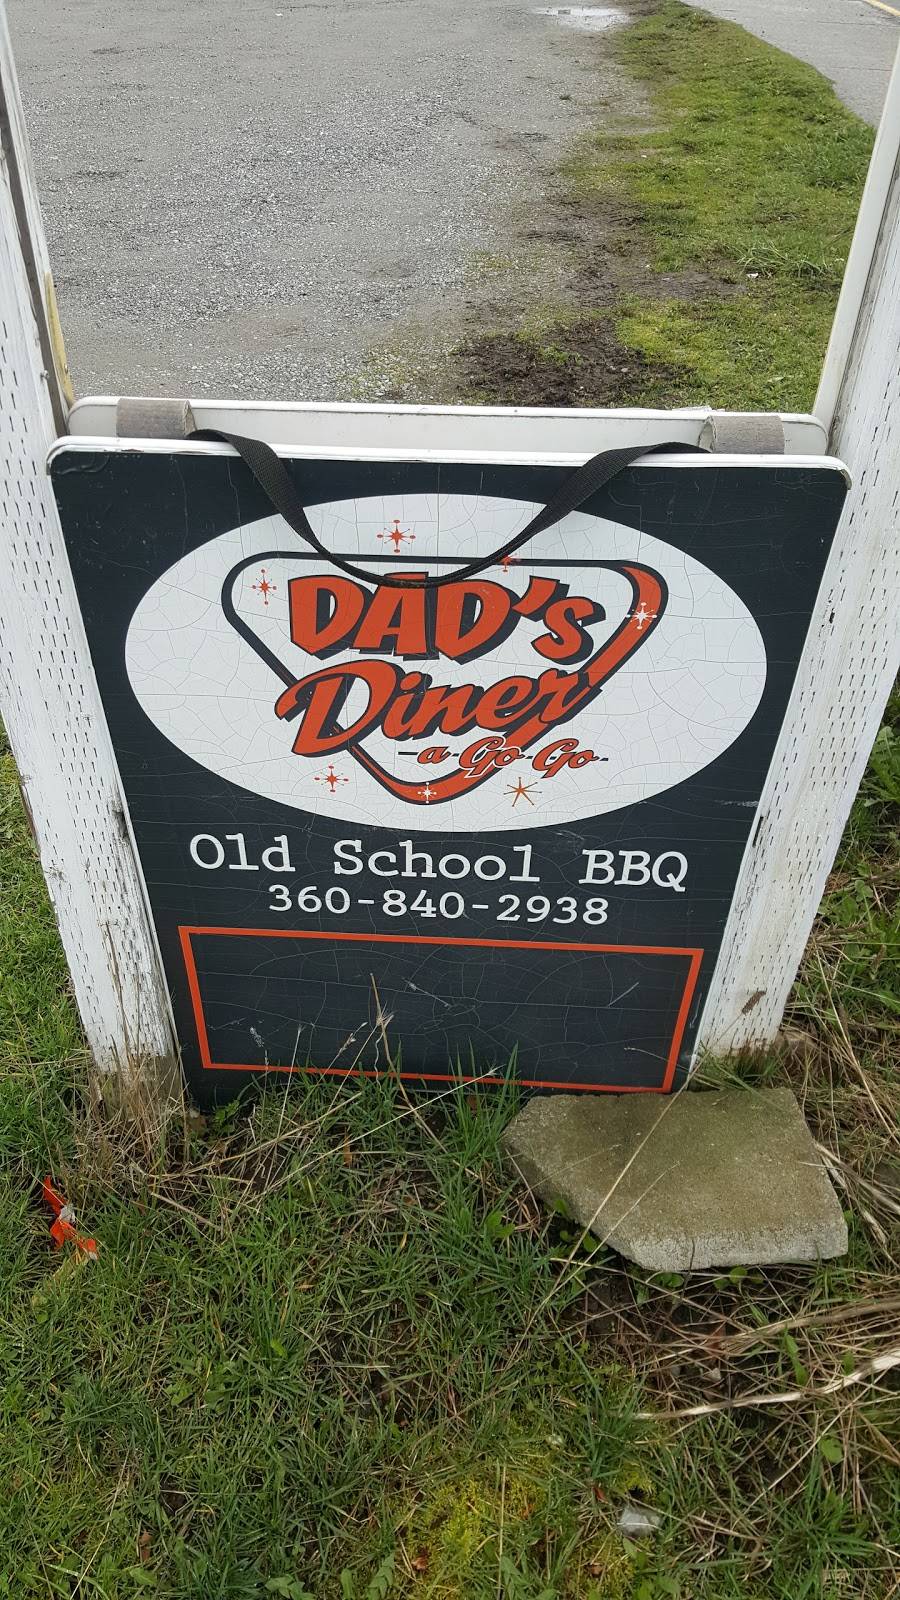 DAD's
Diner
-a-Go-Go-
Old School BBQ
360-840-2938